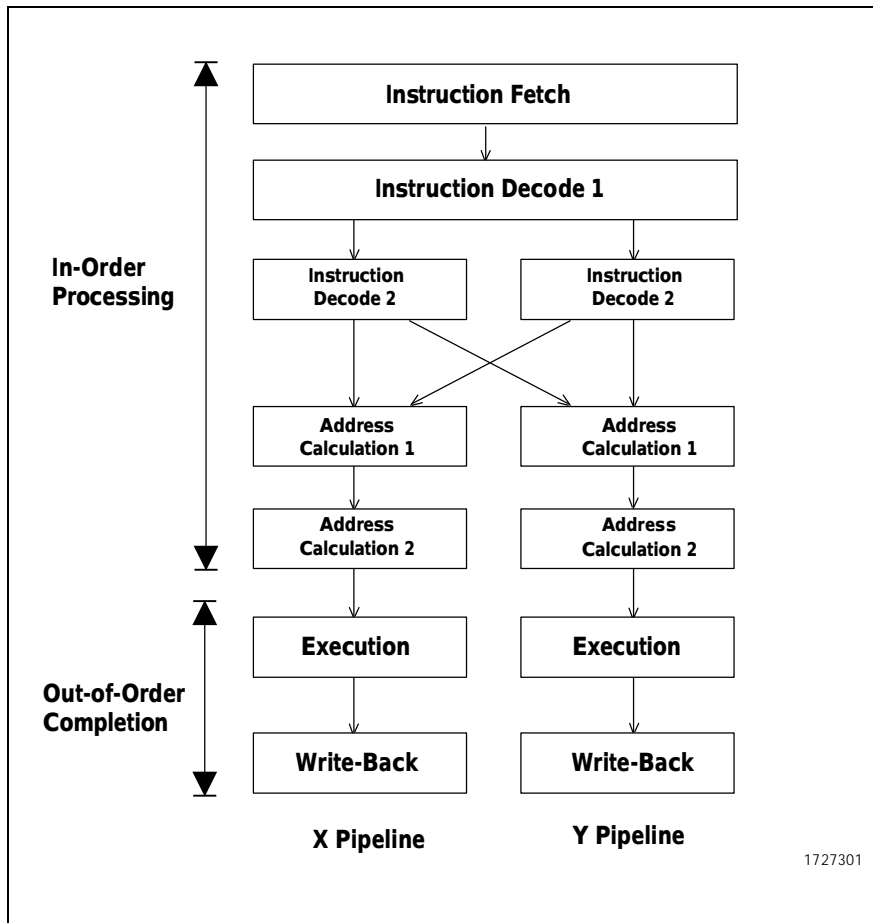 Instruction Fetch
Instruction Decode 1
In-Order
Processing
Instruction
Decode 2
Instruction
Decode 2
Address
Calculation 1
Address
Calculation 1
Address
Calculation 2
Address
Calculation 2
Out-of-Order
Completion
Execution
Execution
Write-Back
Write-Back
X Pipeline
Y Pipeline
1727301